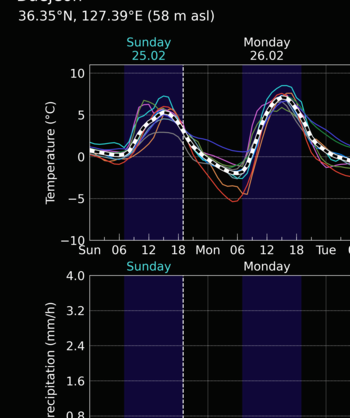 36.35°N, 127.39°E (58 m asl)
Sunday Monday
25.02 26.02
Temperature (°C)
10
5
0
−5
−10
Sun 06 12 18 Mon 06 12 18 Tue 06
Sunday Monday
4.0
3.2
2.4
1.6
0.8